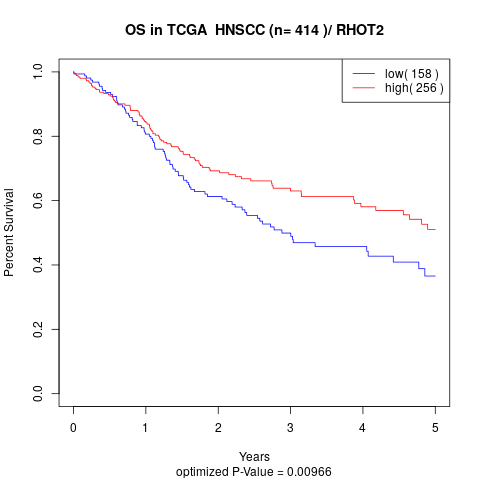 OS in TCGA  HNSCC (n= 414 )/ RHOT2
low( 158 )
high( 256 )
Percent Survival
1.0
0.8
0.6
0.4
0.2
0.0
0 1 2 3 4 5
Years
optimized P-Value = 0.00966